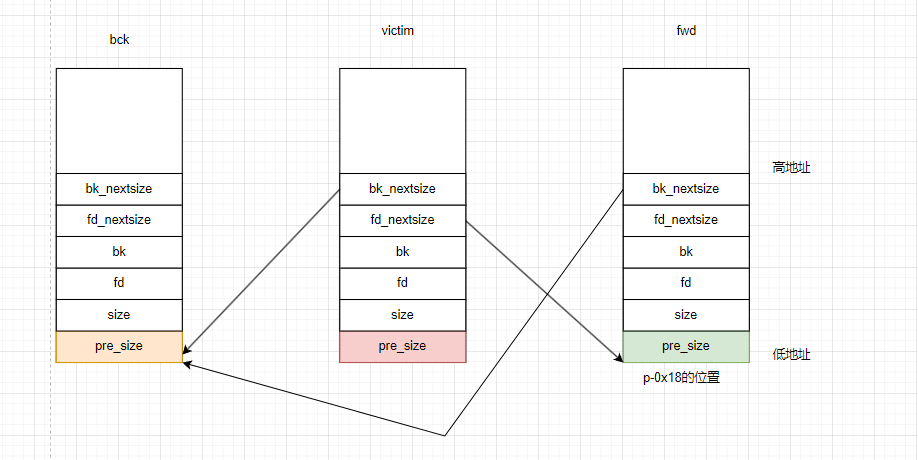 bck
victim
fwd
bk_nextsize
fd_nextsize
bk
fd
size
pre_size
bk_nextsize
fd_nextsize
bk
fd
size
pre_size
bk_nextsize
fd_nextsize
bk
fd
size
pre_size
p-0x18的位置
高地址
低地址